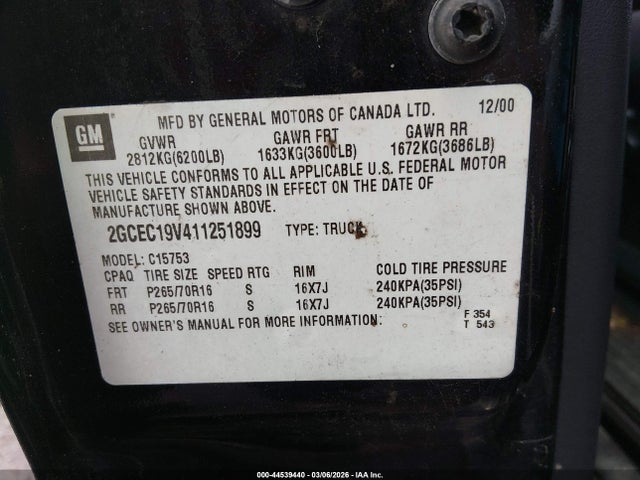 GM
MFD BY GENERAL MOTORS OF CANADA LTD. 12/00
GVWR GAWR FRT GAWR RR
2812KG(6200LB) 1633KG(3600LB) 1672KG(3686LB)
THIS VEHICLE CONFORMS TO ALL APPLICABLE U.S. FEDERAL MOTOR
VEHICLE SAFETY STANDARDS IN EFFECT ON THE DATE OF
MANUFACTURE SHOWN ABOVE.
2GCEC19V411251899 TYPE: TRUCK
MODEL: C15753
CPAQ TIRE SIZE SPEED RTG RIM COLD TIRE PRESSURE
FRT P265/70R16 S 16X7J 240KPA(35PSI)
RR P265/70R16 S 16X7J 240KPA(35PSI)
SEE OWNER'S MANUAL FOR MORE INFORMATION. F 354
T 543
000-44539440 - 03/06/2026 - IAA Inc.